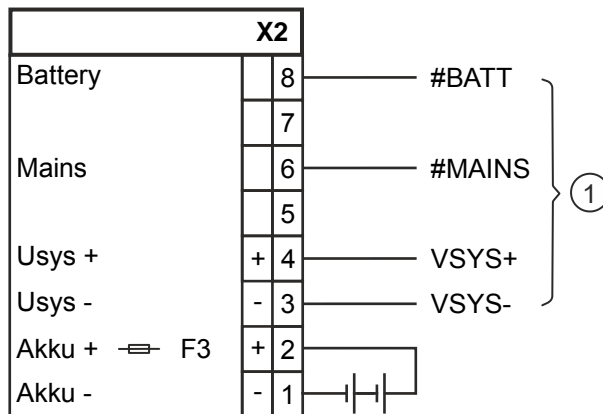 X2
Battery 8 #BATT
7
Mains 6 #MAINS 1
5
Usys + + 4 VSYS+
Usys - - 3 VSYS-
Akku + F3 + 2
Akku - - 1